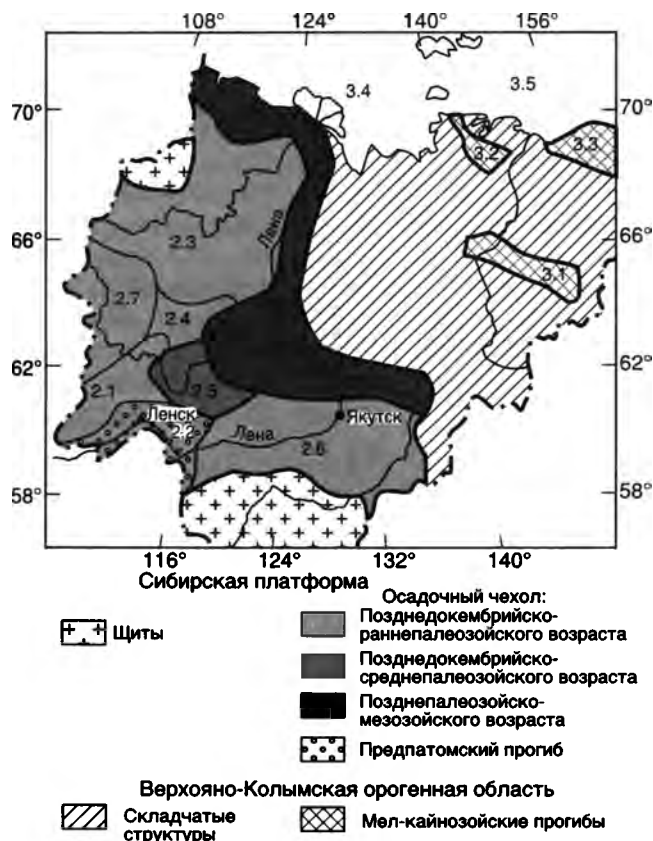 108° 124° 140° 156°
3.4
3.5
70° 70°
3.2
3.3
Лена
66° 66°
2.3
3.1
2.7
2.4
62° 62°
2.5
2.1
Ленск
2.2
Лена
Якутск
2.6
58° 58°
116° 124° 132° 140°
Сибирская платформа
Осадочный чехол:
Щиты
Позднедокембрийско-
раннепалеозойского возраста
Позднедокембрийско-
среднепалеозойского возраста
Позднепалеозойско-
мезозойского возраста
Предпатомский прогиб
Верхояно-Колымская орогенная область
Складчатые
структуры
Мел-кайнозойские прогибы